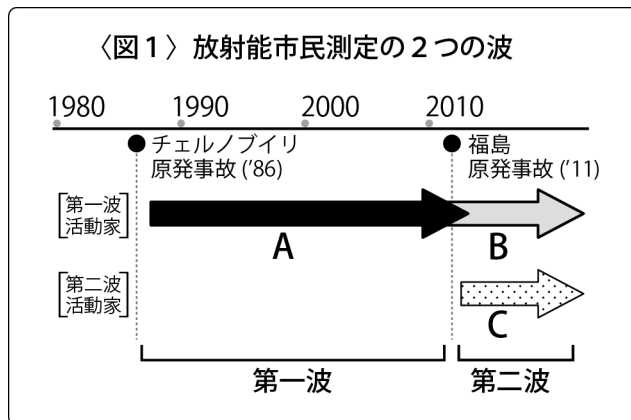 〈図１〉放射能市民測定の２つの波
1980 1990 2000 2010
チェルノブイリ
原発事故 ('86)
福島
原発事故 ('11)
第一波
活動家
A
B
第二波
活動家
C
第一波
第二波